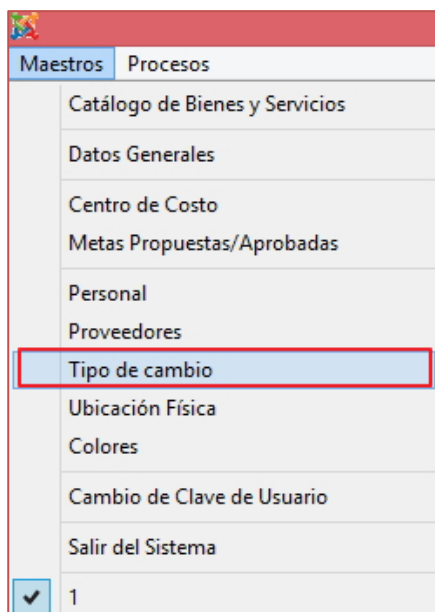 Maestros Procesos
Catálogo de Bienes y Servicios
Datos Generales
Centro de Costo
Metas Propuestas/Aprobadas
Personal
Proveedores
Tipo de cambio
Ubicación Física
Colores
Cambio de Clave de Usuario
Salir del Sistema
1